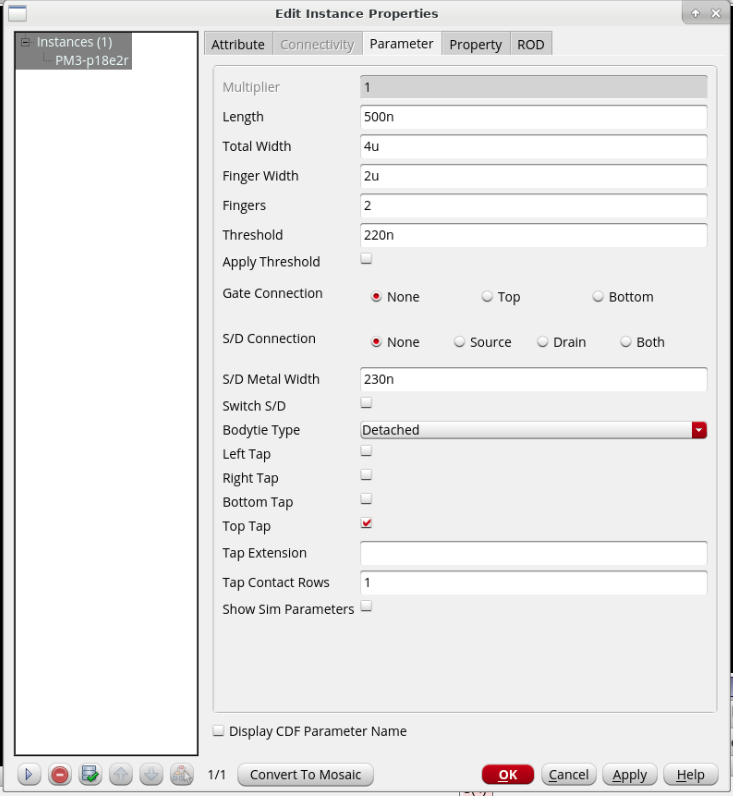 Edit Instance Properties
Instances (1)
PM3-p18e2r
Attribute Connectivity Parameter Property ROD
Multiplier 1
Length 500n
Total Width 4u
Finger Width 2u
Fingers 2
Threshold 220n
Apply Threshold
Gate Connection None Top Bottom
S/D Connection None Source Drain Both
S/D Metal Width 230n
Switch S/D
Bodytie Type Detached
Left Tap
Right Tap
Bottom Tap
Top Tap
Tap Extension
Tap Contact Rows 1
Show Sim Parameters
Display CDF Parameter Name
1/1 Convert To Mosaic OK Cancel Apply Help